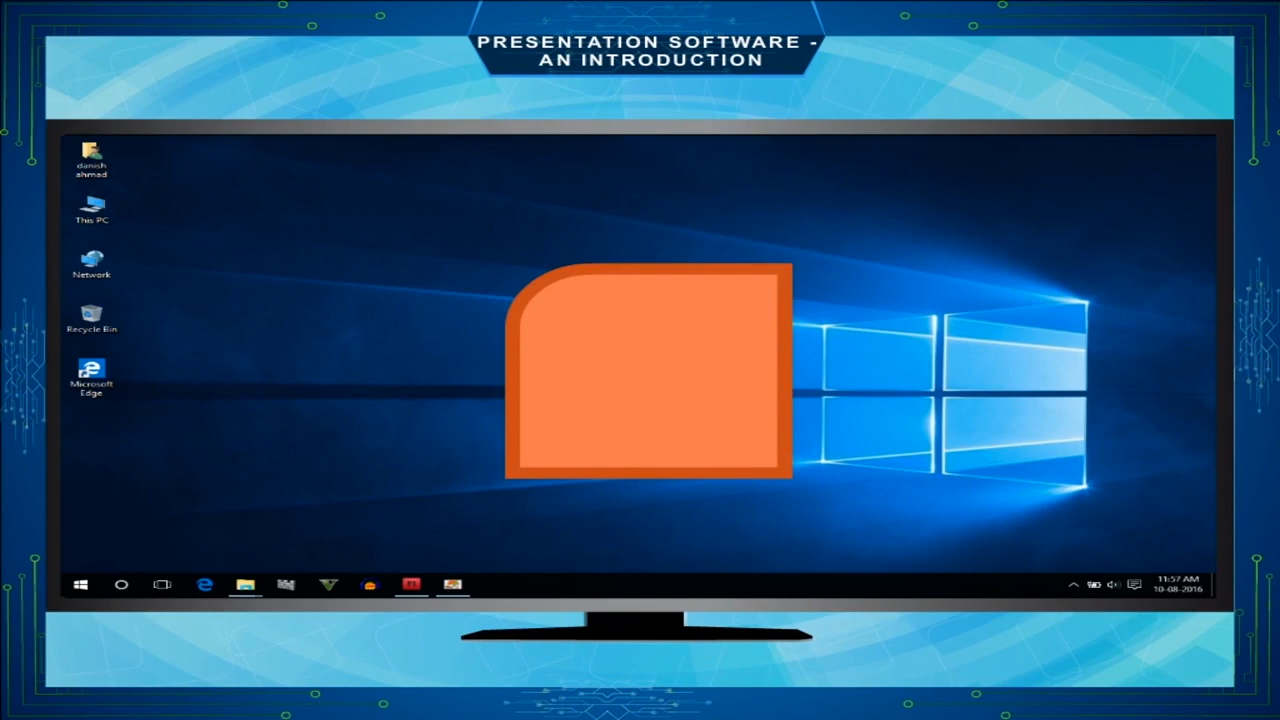 PRESENTATION SOFTWARE -
AN INTRODUCTION
danish
ahmad
This PC
Network
Recycle Bin
Microsoft
Edge
11:57 AM
10-08-2016